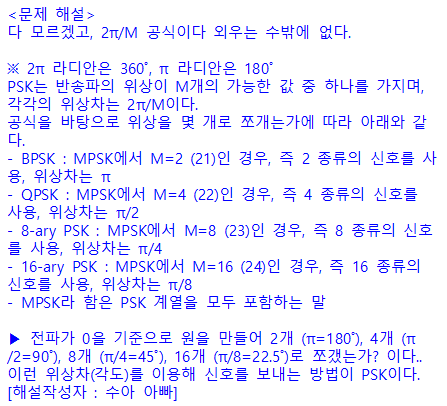 <문제 해설>
다 모르겠고, 2π/M 공식이다 외우는 수밖에 없다.
※ 2π 라디안은 360˚, π 라디안은 180˚
PSK는 반송파의 위상이 M개의 가능한 값 중 하나를 가지며,
각각의 위상차는 2π/M이다.
공식을 바탕으로 위상을 몇 개로 쪼개는가에 따라 아래와 같
다.
- BPSK : MPSK에서 M=2 (21)인 경우, 즉 2 종류의 신호를 사
용, 위상차는 π
- QPSK : MPSK에서 M=4 (22)인 경우, 즉 4 종류의 신호를
사용, 위상차는 π/2
- 8-ary PSK : MPSK에서 M=8 (23)인 경우, 즉 8 종류의 신호
를 사용, 위상차는 π/4
- 16-ary PSK : MPSK에서 M=16 (24)인 경우, 즉 16 종류의
신호를 사용, 위상차는 π/8
- MPSK라 함은 PSK 계열을 모두 포함하는 말
▶ 전파가 0을 기준으로 원을 만들어 2개 (π=180˚), 4개 (π
/2=90˚), 8개 (π/4=45˚), 16개 (π/8=22.5˚)로 쪼갰는가? 이다..
이런 위상차(각도)를 이용해 신호를 보내는 방법이 PSK이다.
[해설작성자 : 수아 아빠]